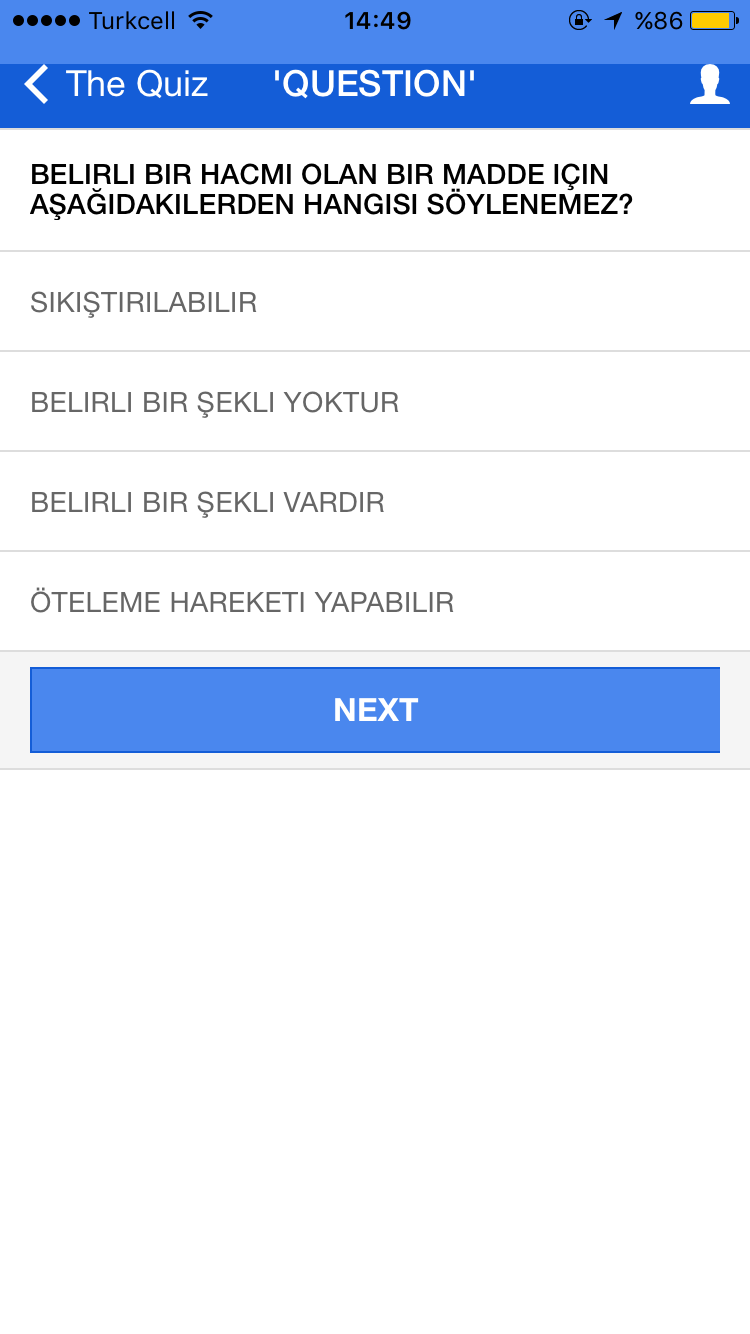 Turkcell 14:49 %86
The Quiz 'QUESTION'
BELIRLI BIR HACMI OLAN BIR MADDE IÇIN
AŞAĞIDAKILERDEN HANGISI SÖYLENEMEZ?
SIKIŞTIRILABILIR
BELIRLI BIR ŞEKLI YOKTUR
BELIRLI BIR ŞEKLI VARDIR
ÖTELEME HAREKETI YAPABILIR
NEXT